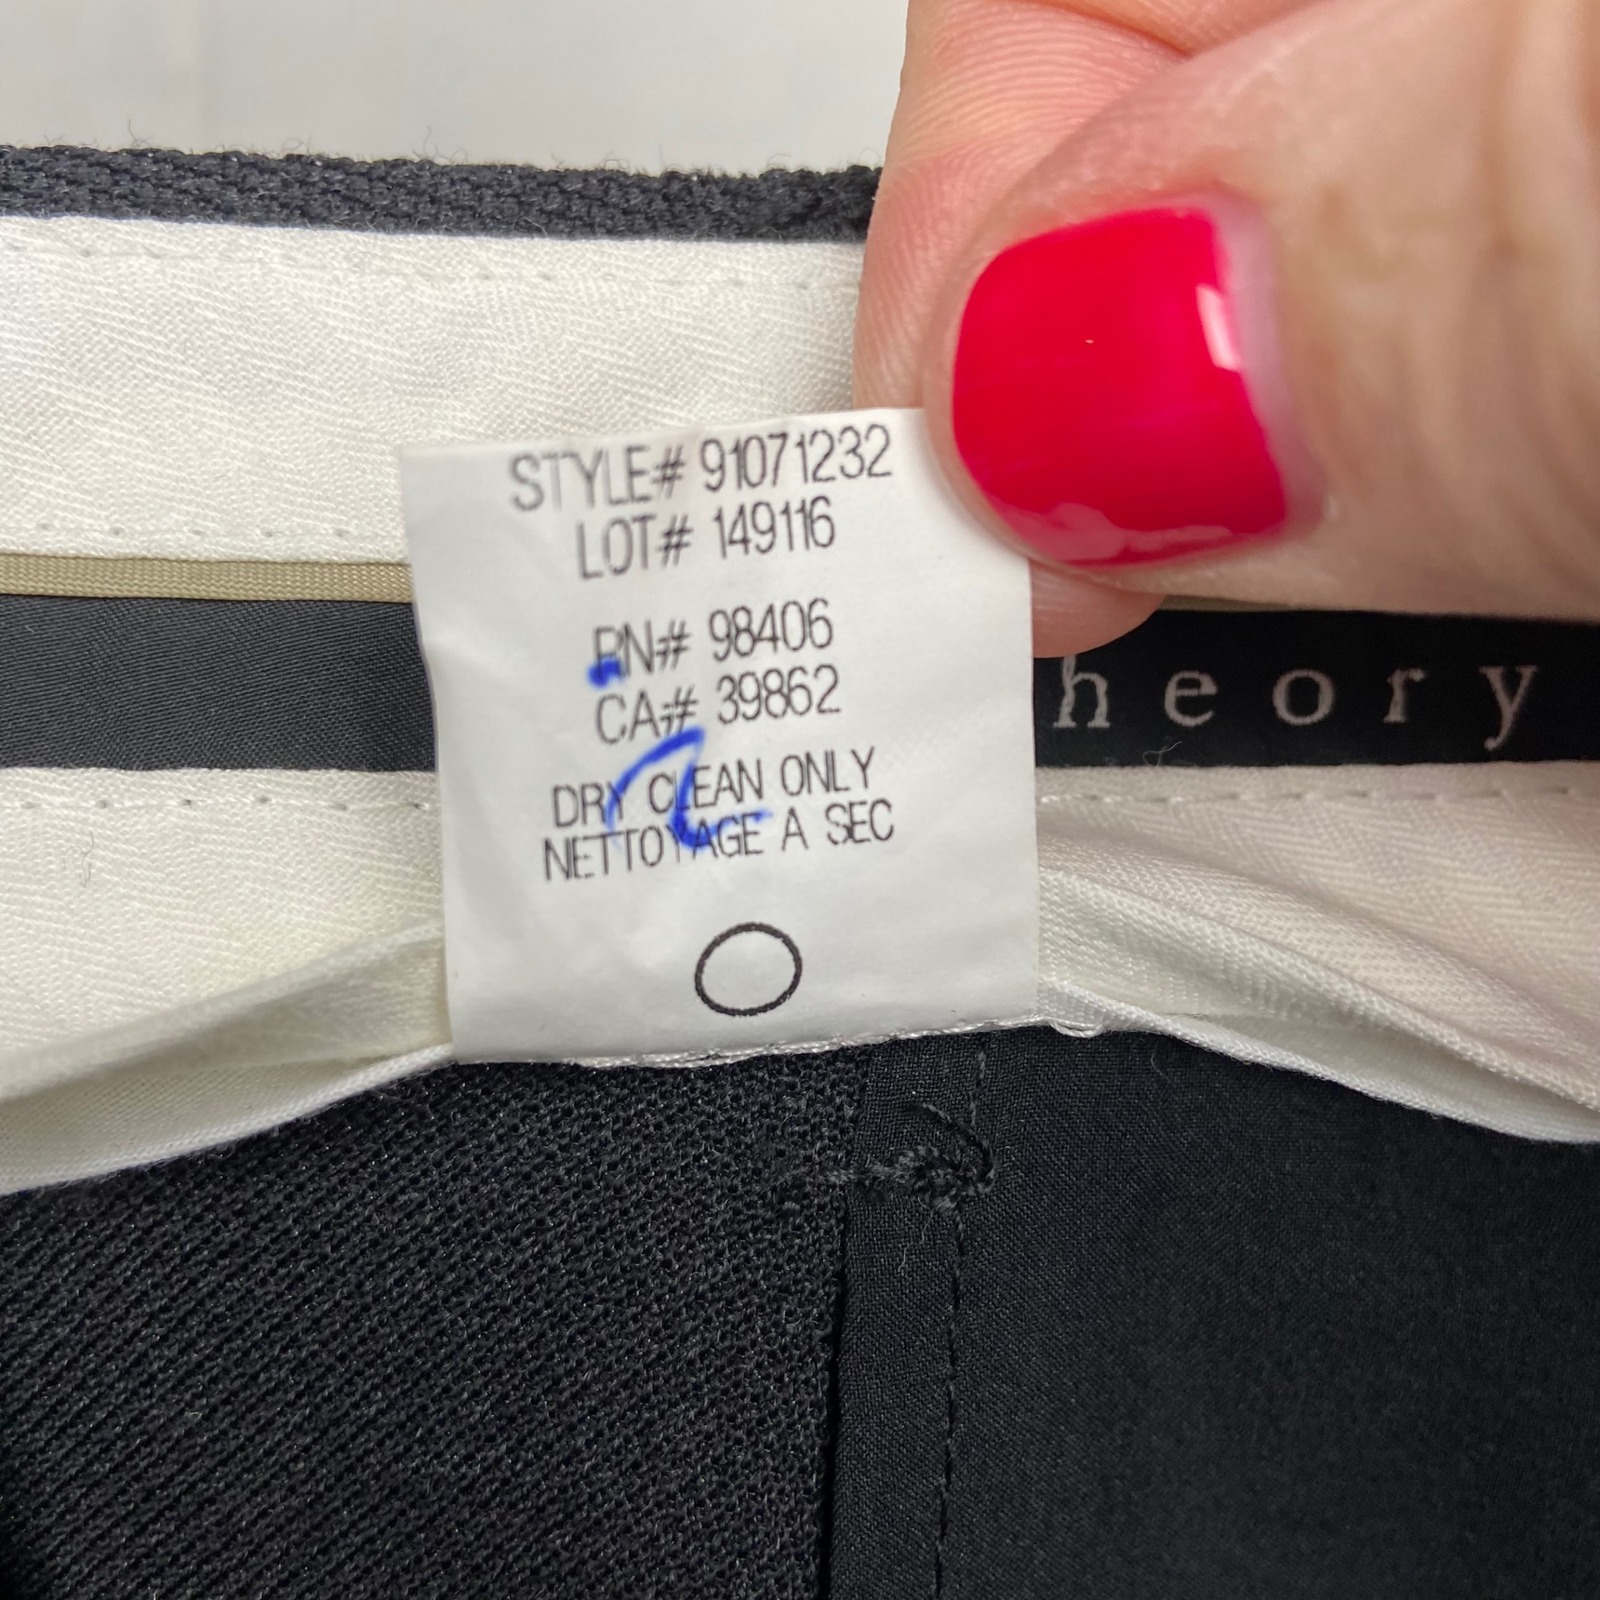 STYLE# 91071232
LOT# 149116
RN# 98406
CA# 39862
heory
DRY CLEAN ONLY
NETTOYAGE A SEC